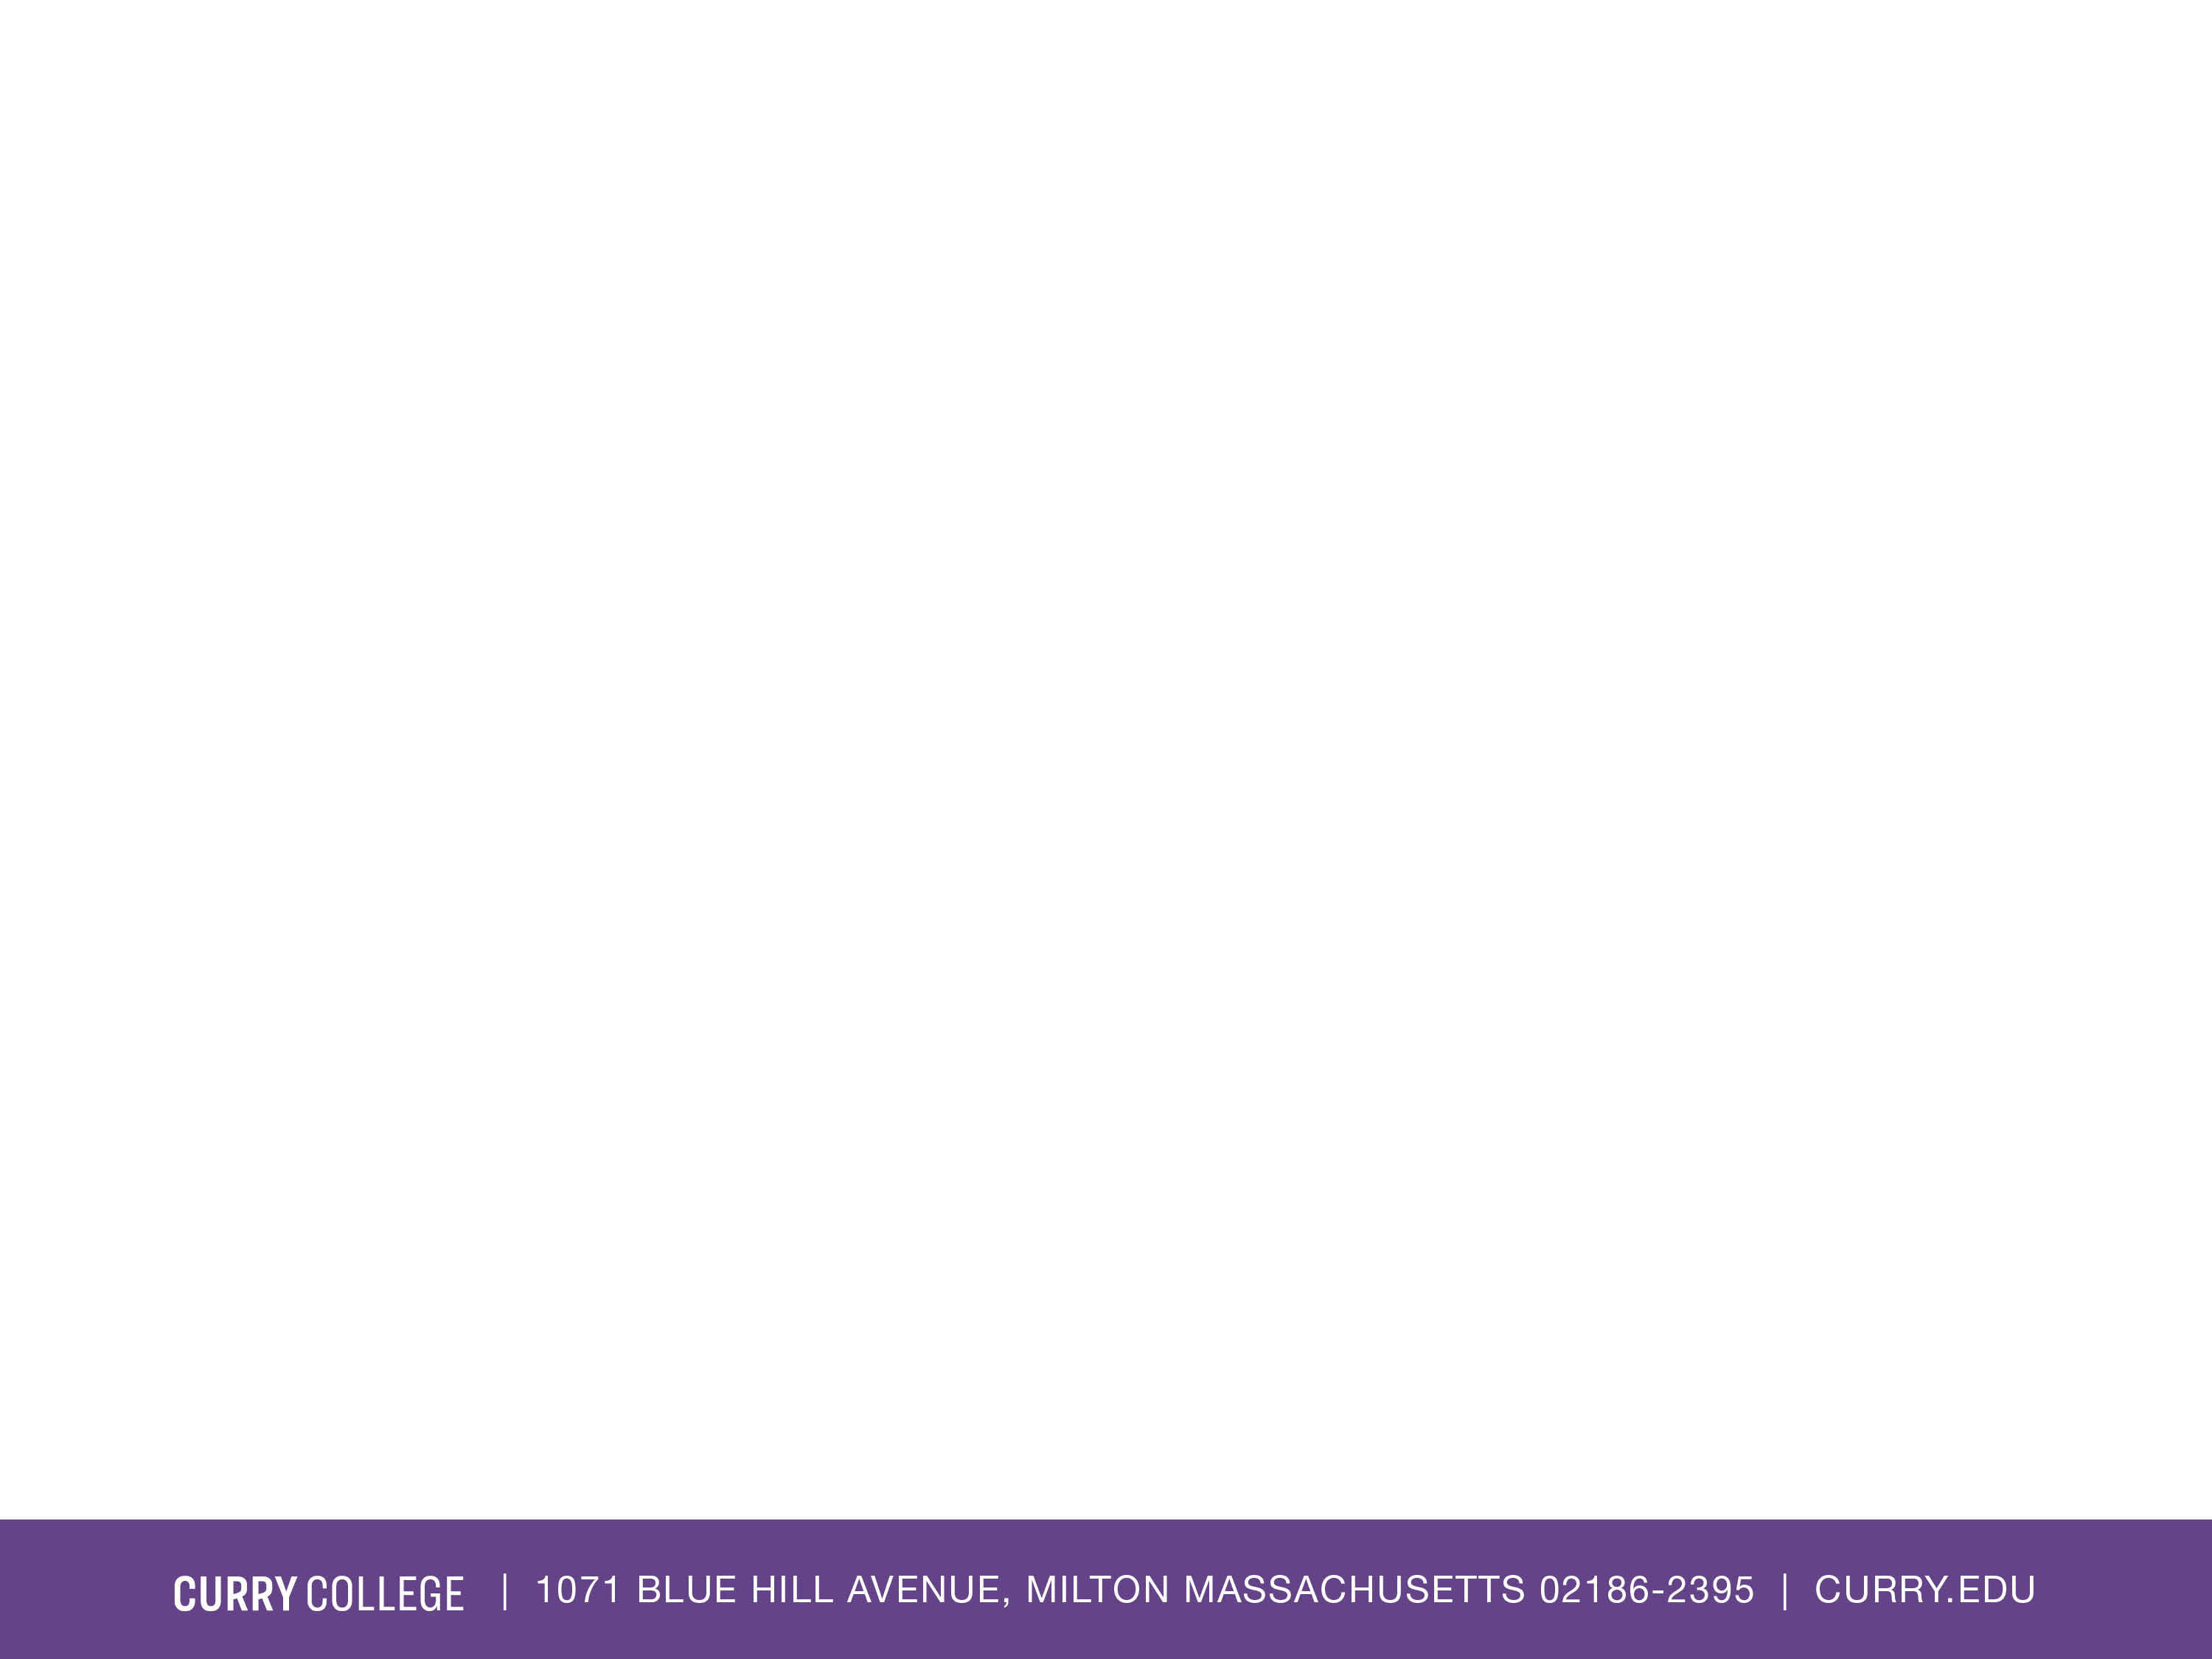 CURRY COLLEGE | 1071 BLUE HILL AVENUE, MILTON MASSACHUSETTS 02186-2395 | CURRY.EDU